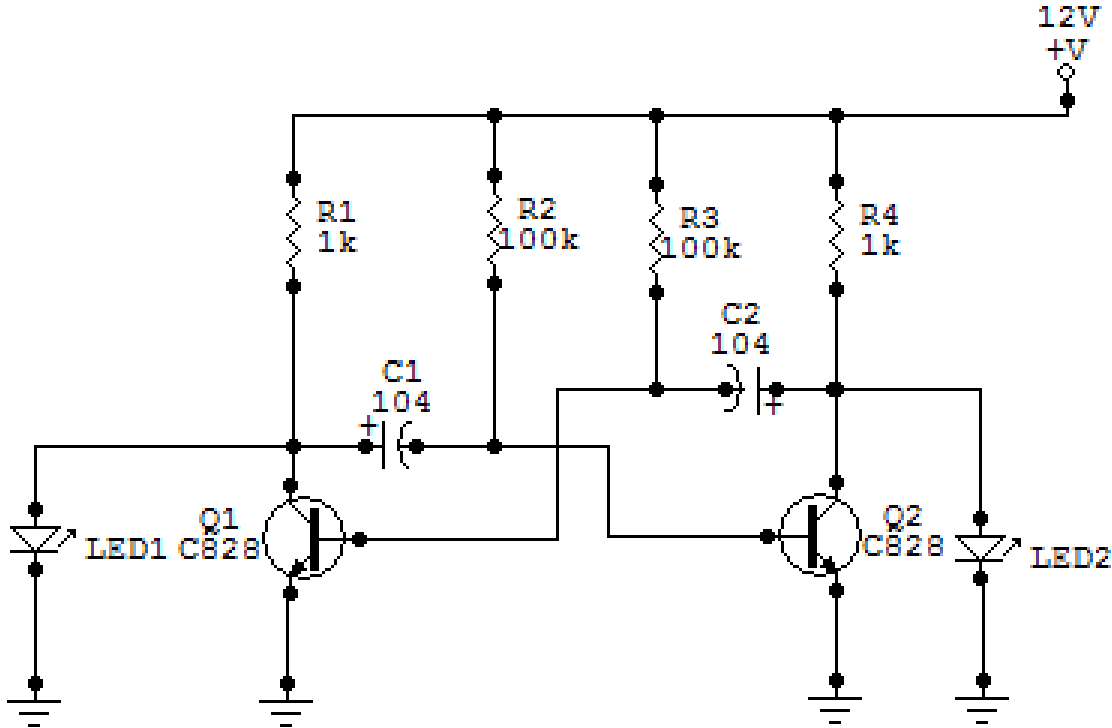 12V
+V
R1
1k
R2
100k
R3
100k
R4
1k
C2
104
+
C1
104
+
Q1
C828
LED1
Q2
C828
LED2